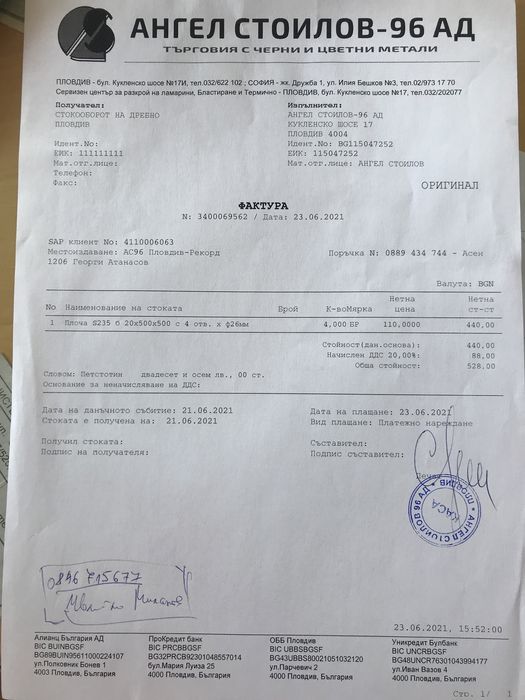 АНГЕЛ СТОИЛОВ-96 АД
ТЪРГОВИЯ С ЧЕРНИ И ЦВЕТНИ МЕТАЛИ
ПЛОВДИВ - бул. Кукленско шосе №17И, тел.032/622 102 ; СОФИЯ - жк. Дружба 1, ул. Илия Бешков №3, тел.02/973 17 70
Сервизен център за разкрой на ламарини, Бластиране и Термично - ПЛОВДИВ, бул. Кукленско шосе №17, тел.032/202077
Получател: Изпълнител:
СТОКООБОРОТ НА ДРЕБНО АНГЕЛ СТОИЛОВ-96 АД
ПЛОВДИВ КУКЛЕНСКО ШОСЕ 17
ПЛОВДИВ 4004
Идент.No: Идент.No: BG115047252
ЕИК: 111111111 ЕИК: 115047252
Мат.отг.лице: Мат.отг.лице: АНГЕЛ СТОИЛОВ
Телефон:
Факс:
ОРИГИНАЛ
ФАКТУРА
N: 3400069562 / Дата: 23.06.2021
SAP клиент No: 4110006063
Местоиздаване: АС96 Пловдив-Рекорд Поръчка N: 0889 434 744 - Асен
1206 Георги Атанасов
Валута: BGN
No Наименование на стоката Брой К-воМярка Нетна цена Нетна ст-ст
1 Плоча S235 б 20x500x500 с 4 отв. х ф26мм 4,000 БР 110,0000 440,00
Стойност(дан.основа): 440,00
Начислен ДДС 20,00%: 88,00
Обща стойност: 528,00
Словом: Петстотин двадесет и осем лв., 00 ст.
Основание за неначисляване на ДДС:
Дата на данъчното събитие: 21.06.2021 Дата на плащане: 23.06.2021
Стоката е получена на: 21.06.2021 Вид плащане: Платежно нареждане
Получил стоката: Съставител:
Подпис на получателя: Подпис съставител:
Печат
АНГЕЛ СТОИЛОВ 96 АД * ПЛОВДИВ *
КАСА
0896 715677
23.06.2021, 15:52:00
Алианц България АД ПроКредит банк ОББ Пловдив Уникредит Булбанк
BIC BUINBGSF BIC PRCBBGSF BIC UBBSBGSF BIC UNCRBGSF
BG89BUIN95611000224107 BG32PRCB92301048557014 BG43UBBS80021051032120 BG48UNCR76301043994177
ул.Полковник Бонев 1 бул.Мария Луиза 25 ул.Парчевич 2 ул.Иван Вазов 4
4003 Пловдив, България 4000 Пловдив, България 4000 Пловдив, България 4000 Пловдив, България
Стр. 1/ 1